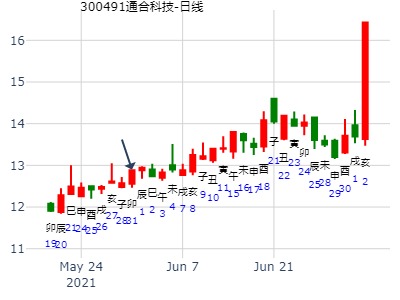 300491通合科技-日线
16
15
14
13
12
11
卯 辰 巳 申 酉 戌 亥 子 卯 辰 巳 午 未 戌 亥 子 丑 寅 午 未 申 酉 子 丑 寅 卯 辰 未 申 酉 戌 亥
19 20 21 24 25 26 27 28 31 1 2 3 4 7 8 9 10 11 15 16 17 18 21 22 23 24 25 28 29 30 1 2
May 24 Jun 7 Jun 21
2021